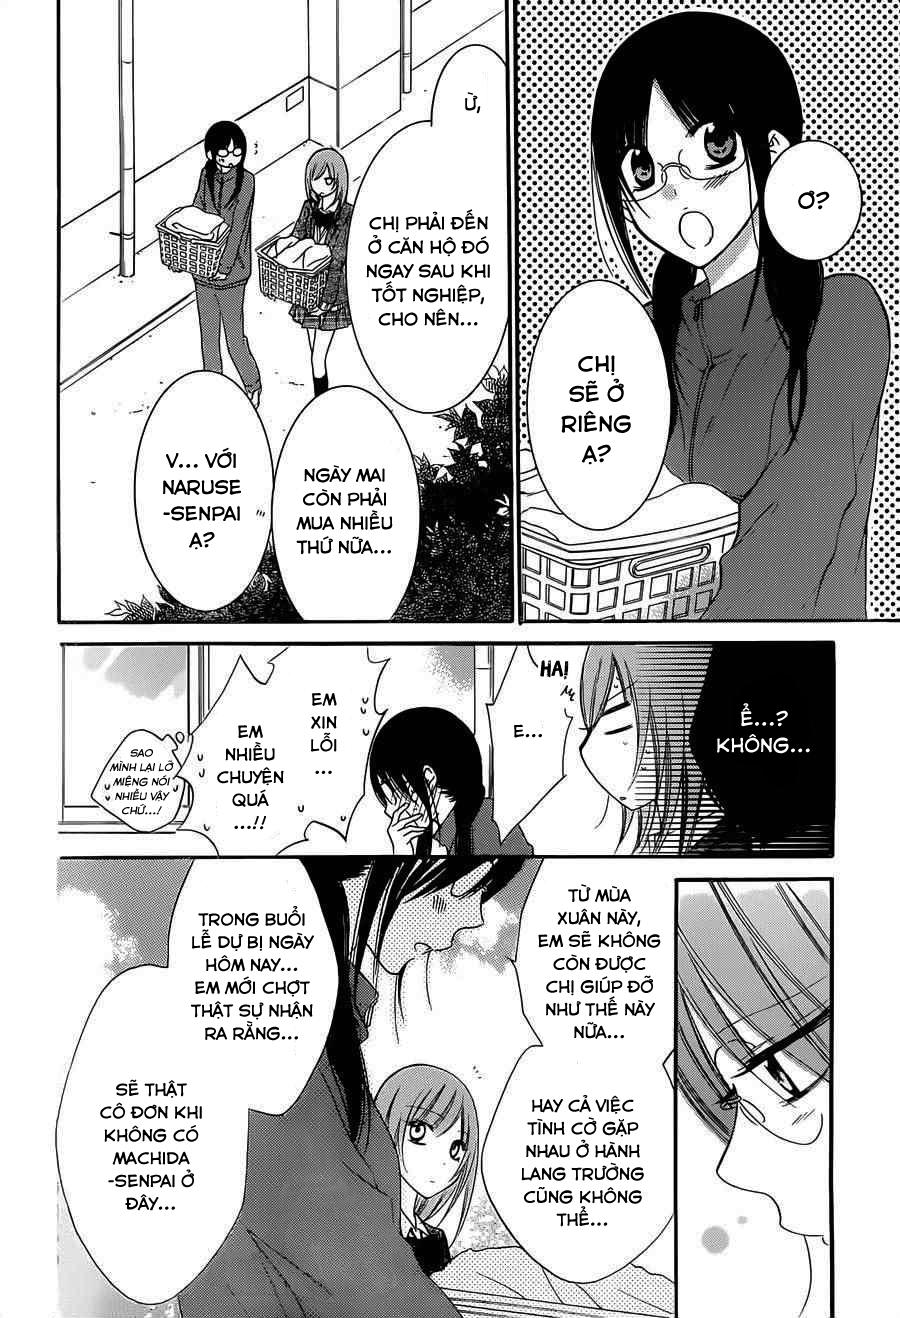 Ơ?
CHỊ
SẼ Ở
RIÊNG
Ạ?
Ừ,
CHỊ PHẢI ĐẾN
Ở CĂN HỘ ĐÓ
NGAY SAU KHI
TỐT NGHIỆP,
CHO NÊN...
NGÀY MAI
CÒN PHẢI
MUA NHIỀU
THỨ NỮA...
V... VỚI
NARUSE
-SENPAI
Ạ?
Ể...?
KHÔNG...
HA!
E...
EM
XIN
LỖI
...
EM
NHIỀU
CHUYỆN
QUÁ
...!!
SAO
MÌNH LẠI LỠ
MIỆNG NÓI
NHIỀU VẬY
CHỨ...!
TỪ MÙA
XUÂN NÀY,
EM SẼ KHÔNG
CÒN ĐƯỢC
CHỊ GIÚP ĐỠ
NHƯ THẾ NÀY
NỮA...
HAY CẢ VIỆC
TÌNH CỜ GẶP
NHAU Ở HÀNH
LANG TRƯỜNG
CŨNG KHÔNG
THỂ...
TRONG BUỔI
LỄ DỰ BỊ NGÀY
HÔM NAY...
EM MỚI CHỢT
THẬT SỰ NHẬN
RA RẰNG...
SẼ THẬT
CÔ ĐƠN KHI
KHÔNG CÓ
MACHIDA
-SENPAI Ở
ĐÂY...